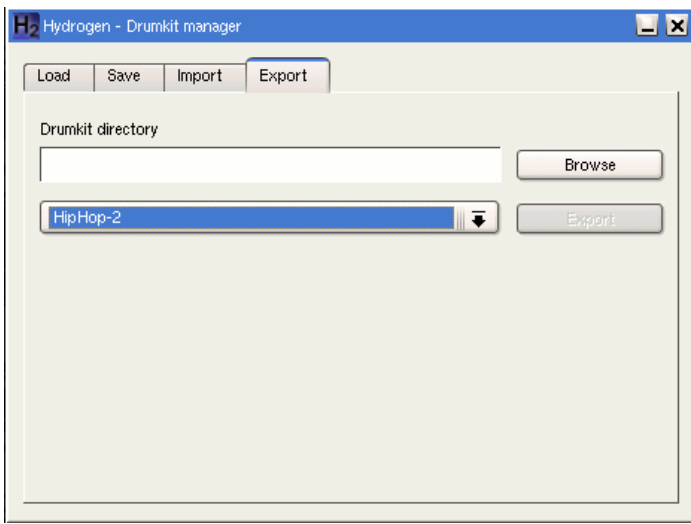 H2 Hydrogen - Drumkit manager
Load Save Import Export
Drumkit directory
Browse
HipHop-2
Export